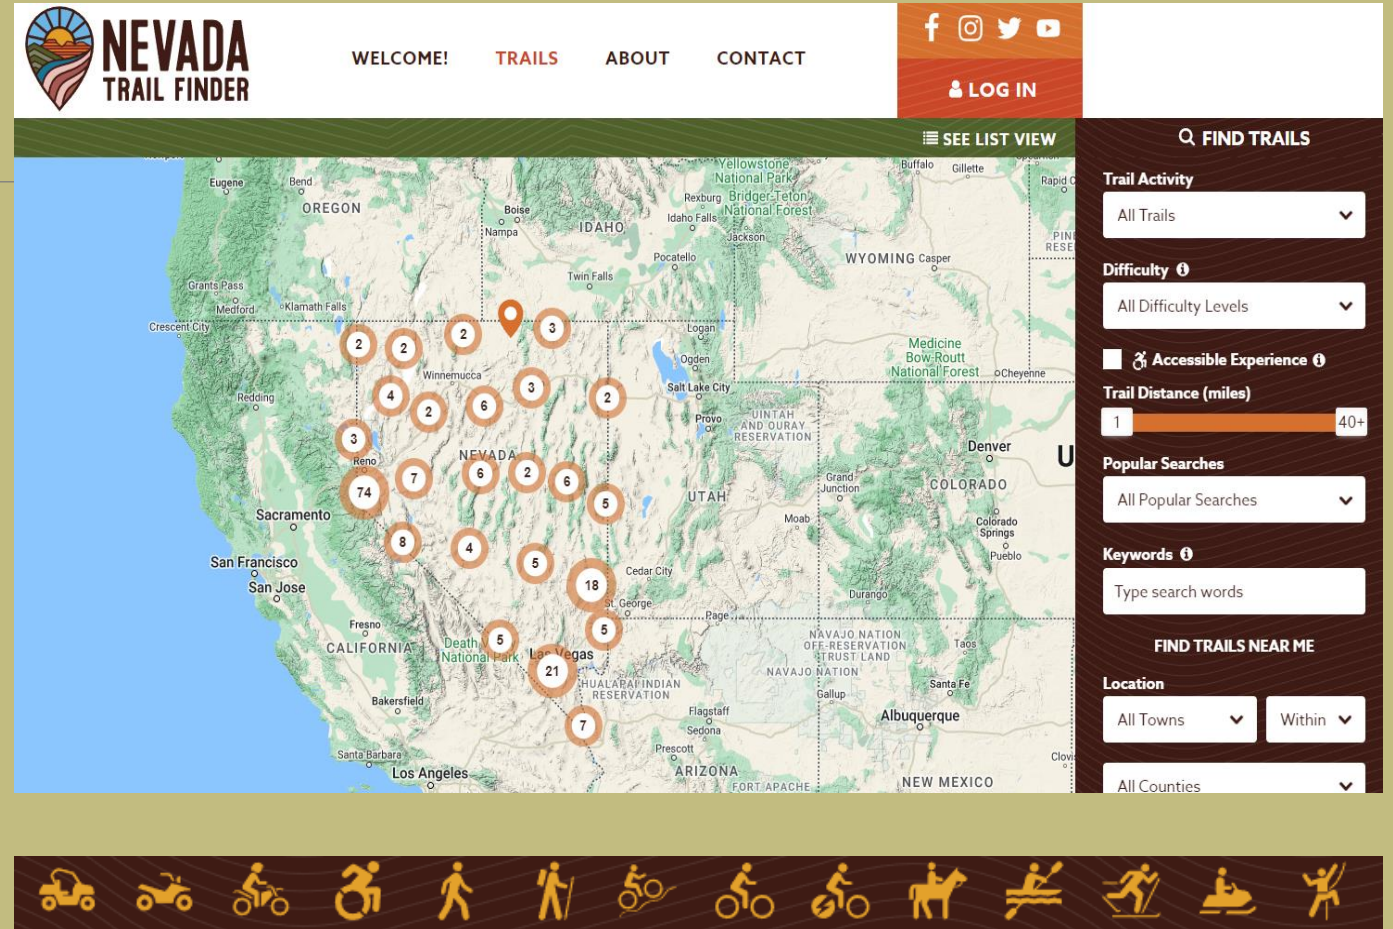 NEVADA
TRAIL FINDER
WELCOME!
TRAILS
ABOUT
CONTACT
LOG IN
SEE LIST VIEW
FIND TRAILS
Trail Activity
All Trails
Difficulty
All Difficulty Levels
Accessible Experience
Trail Distance (miles)
1
40+
Popular Searches
All Popular Searches
Keywords
Type search words
FIND TRAILS NEAR ME
Location
All Towns
Within
All Counties
Eugene
Bend
OREGON
Boise
Nampa
IDAHO
Yellowstone
National Park
Rexburg
Bridger-Teton
National Forest
Idaho Falls
Jackson
Buffalo
Gillette
Rapid C
PINE
RESE
Pocatello
WYOMING
Casper
Twin Falls
Grants Pass
Medford
Klamath Falls
Crescent City
2
2
2
3
Logan
Ogden
Medicine
Bow-Routt
National Forest
Cheyenne
Winnemucca
Redding
4
2
6
3
2
Salt Lake City
Provo
UINTAH
AND OURAY
RESERVATION
3
Reno
NEVADA
Denver
U
74
7
6
2
6
5
UTAH
Grand
Junction
COLORADO
Sacramento
Moab
Colorado
Springs
Pueblo
8
4
5
18
San Francisco
San Jose
Cedar City
St. George
Durango
Fresno
CALIFORNIA
Death
National Park
5
Las Vegas
5
Page
NAVAJO NATION
OFF-RESERVATION
TRUST LAND
Taos
21
HUALAPAI INDIAN
RESERVATION
NAVAJO NATION
Gallup
Santa Fe
Bakersfield
7
Flagstaff
Sedona
Albuquerque
Prescott
Santa Barbara
Los Angeles
ARIZONA
FORT APACHE
NEW MEXICO
Clovi